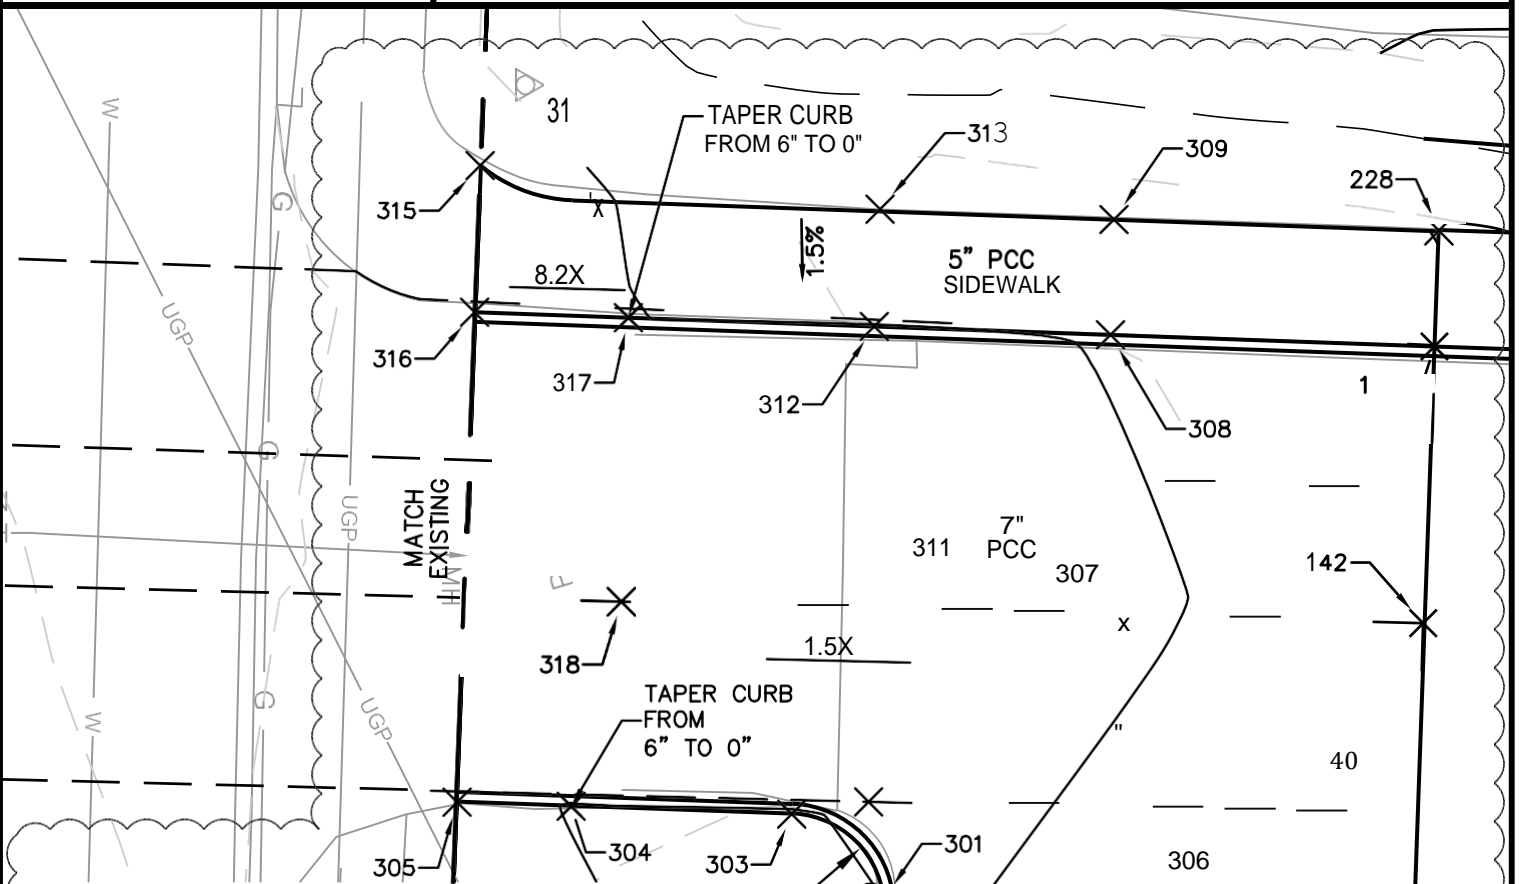 W
31
TAPER CURB
FROM 6" TO 0"
313
309
228
G
315
1.5%
5” PCC
SIDEWALK
8.2X
UGP
316
317
312
1
308
G
UGP
MATCH
EXISTING
7"
PCC
311
307
142
MH
P
x
318
1.5X
TAPER CURB
FROM
6” TO 0”
G
W
UGP
"
40
305
304
303
301
306